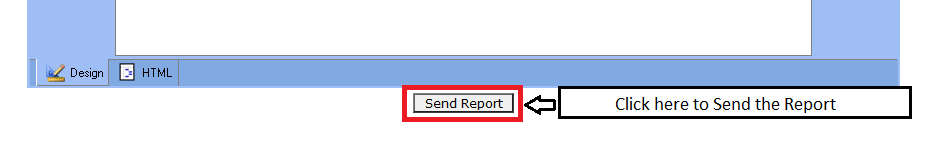 Design HTML
Send Report Click here to Send the Report